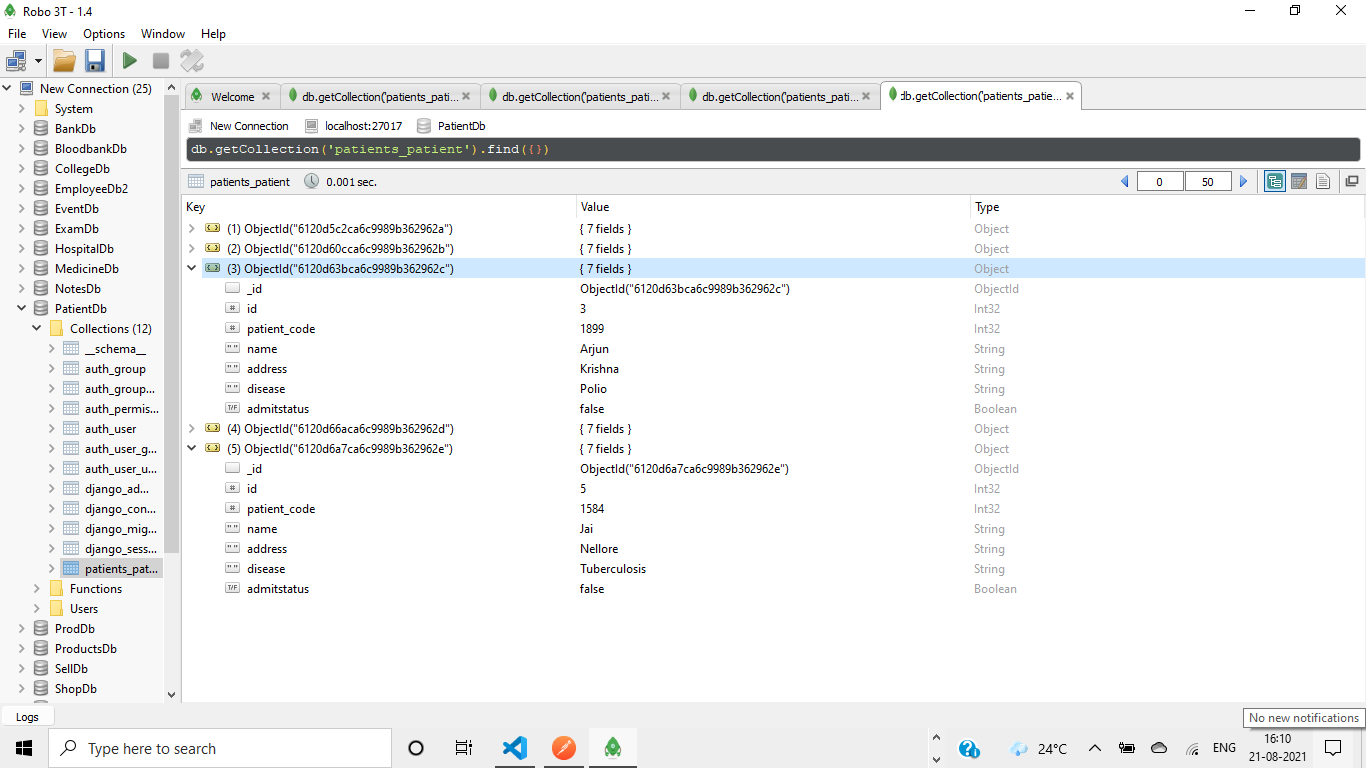 Robo 3T - 1.4
File View Options Window Help
New Connection (25)
System
BankDb
BloodbankDb
CollegeDb
EmployeeDb2
EventDb
ExamDb
HospitalDb
MedicineDb
NotesDb
PatientDb
Collections (12)
__schema__
auth_group
auth_group...
auth_permis...
auth_user
auth_user_g...
auth_user_u...
django_ad...
django_con...
django_mig...
django_sess...
patients_pat...
Functions
Users
ProdDb
ProductsDb
SellDb
ShopDb
Welcome db.getCollection('patients_pati... db.getCollection('patients_pati... db.getCollection('patients_pati... db.getCollection('patients_patie...
New Connection localhost:27017 PatientDb
db.getCollection('patients_patient').find({})
patients_patient 0.001 sec. 0 50
Key Value Type
(1) ObjectId("6120d5c2ca6c9989b362962a") { 7 fields } Object
(2) ObjectId("6120d60cca6c9989b362962b") { 7 fields } Object
(3) ObjectId("6120d63bca6c9989b362962c") { 7 fields } Object
_id ObjectId("6120d63bca6c9989b362962c") ObjectId
# id 3 Int32
# patient_code 1899 Int32
"" name Arjun String
"" address Krishna String
"" disease Polio String
T/F admitstatus false Boolean
(4) ObjectId("6120d66aca6c9989b362962d") { 7 fields } Object
(5) ObjectId("6120d6a7ca6c9989b362962e") { 7 fields } Object
_id ObjectId("6120d6a7ca6c9989b362962e") ObjectId
# id 5 Int32
# patient_code 1584 Int32
"" name Jai String
"" address Nellore String
"" disease Tuberculosis String
T/F admitstatus false Boolean
Logs
No new notifications
Type here to search
24°C ENG
16:10
21-08-2021